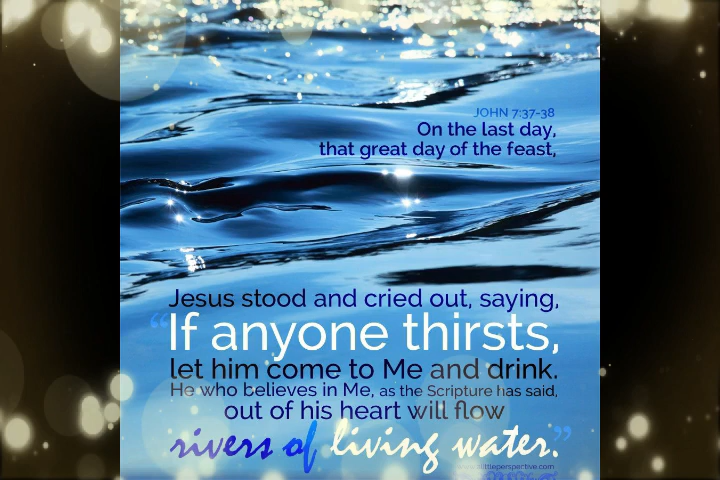 JOHN 7:37-38
On the last day,
that great day of the feast,
Jesus stood and cried out, saying,
“If anyone thirsts,
let him come to Me and drink.
He who believes in Me, as the Scripture has said,
out of his heart will flow
rivers of living water.”